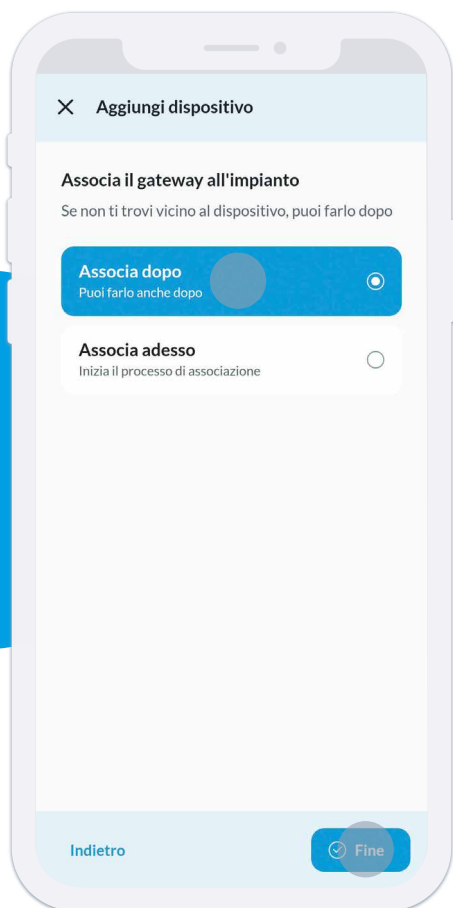 Aggiungi dispositivo
Associa il gateway all'impianto
Se non ti trovi vicino al dispositivo, puoi farlo dopo
Associa dopo
Puoi farlo anche dopo
Associa adesso
Inizia il processo di associazione
Indietro
Fine